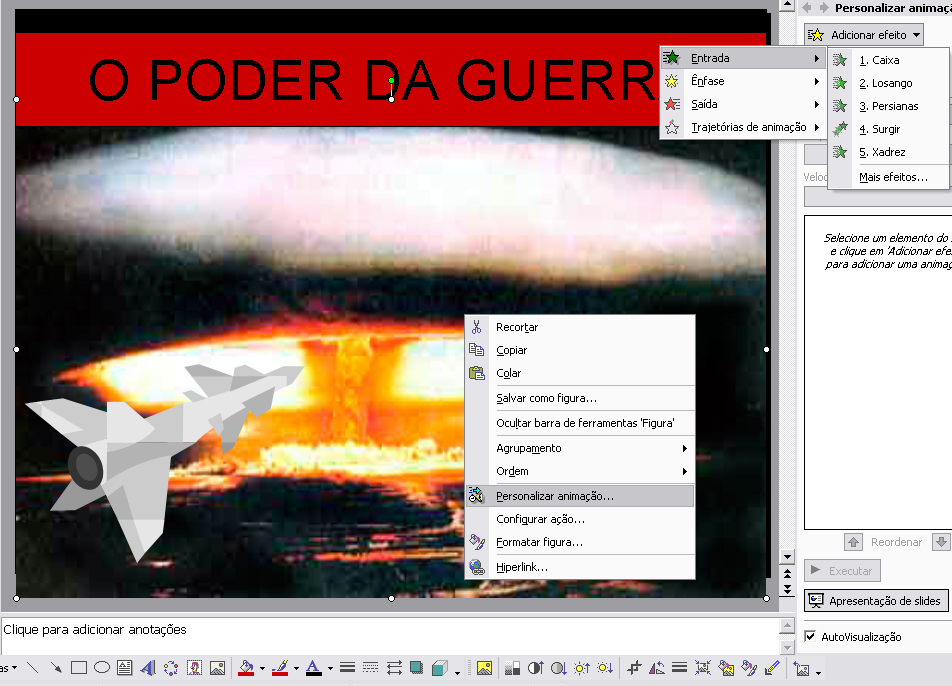 Personalizar animaçã
Adicionar efeito
O PODER DA GUERR
Entrada
Ênfase
Saída
Trajetórias de animação
1. Caixa
2. Losango
3. Persianas
4. Surgir
5. Xadrez
Mais efeitos...
Veloc
Selecione um elemento do
e clique em 'Adicionar efe
para adicionar uma animaç
Recortar
Copiar
Colar
Salvar como figura...
Ocultar barra de ferramentas 'Figura'
Agrupamento
Ordem
Personalizar animação...
Configurar ação...
Formatar figura...
Hiperlink...
Reordenar
Executar
Apresentação de slides
AutoVisualização
Clique para adicionar anotações
as